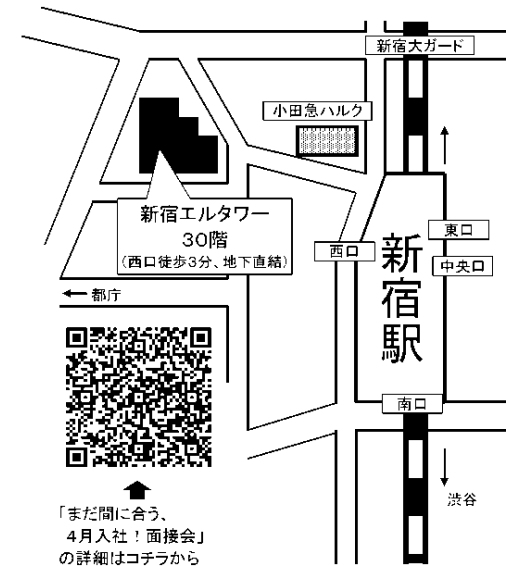 新宿大ガード
小田急ハルク
新宿エルタワー
30階
(西口徒歩3分、地下直結)
西口
新宿駅
東口
中央口
← 都庁
南口
渋谷
「まだ間に合う、
4月入社！面接会」
の詳細はコチラから